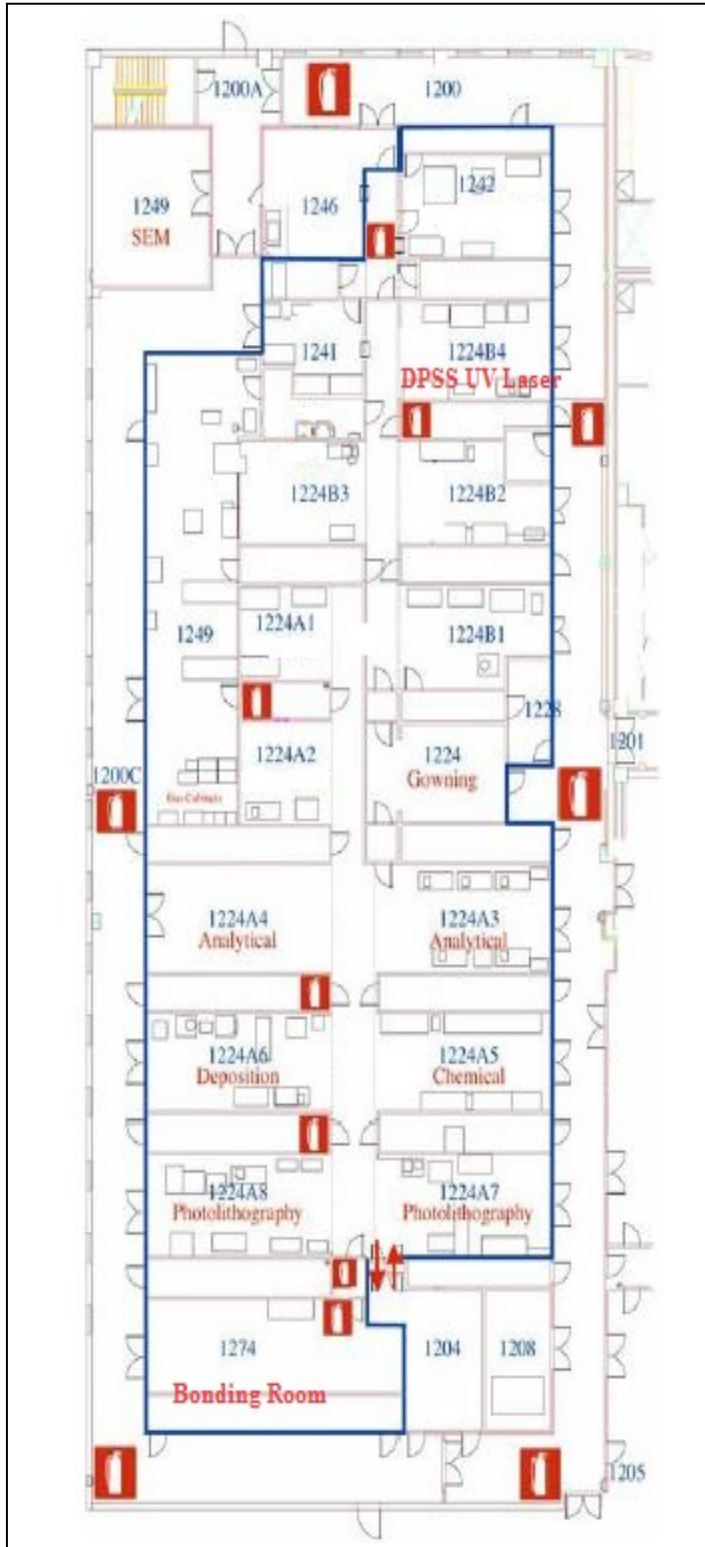 1200A
1200
1249
SEM
1246
1242
1241
1224B4
DPSS UV Laser
1224B3
1224B2
1224A1
1249
1224B1
1228
1224A2
1224
Gowning
1201
1200C
Gas Cabinets
1224A4
Analytical
1224A3
Analytical
1224A6
Deposition
1224A5
Chemical
1224A8
Photolithography
1224A7
Photolithography
1274
1204
1208
Bonding Room
1205